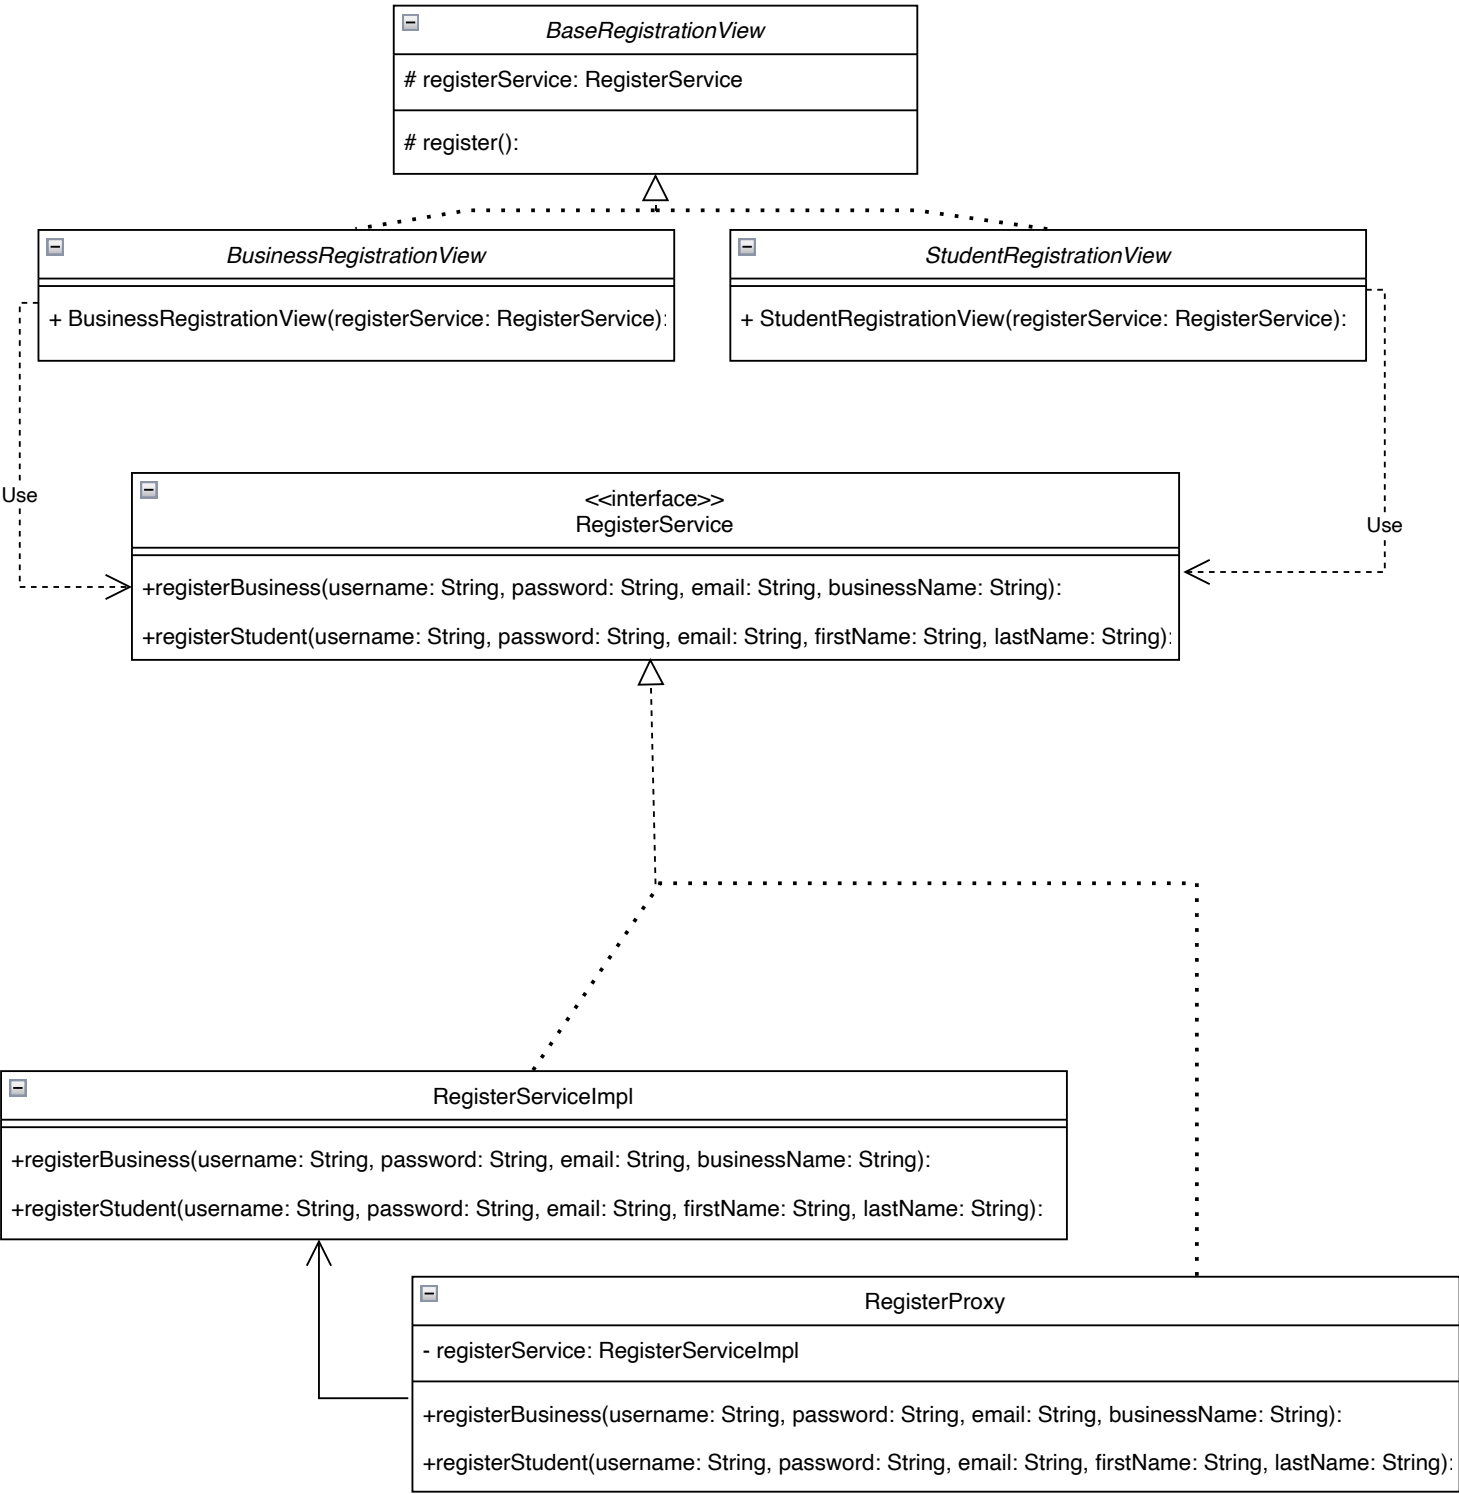 BaseRegistrationView
# registerService: RegisterService
# register():
BusinessRegistrationView
+ BusinessRegistrationView(registerService: RegisterService):
StudentRegistrationView
+ StudentRegistrationView(registerService: RegisterService):
Use
Use
<<interface>>
RegisterService
+registerBusiness(username: String, password: String, email: String, businessName: String):
+registerStudent(username: String, password: String, email: String, firstName: String, lastName: String):
RegisterServiceImpl
+registerBusiness(username: String, password: String, email: String, businessName: String):
+registerStudent(username: String, password: String, email: String, firstName: String, lastName: String):
RegisterProxy
- registerService: RegisterServiceImpl
+registerBusiness(username: String, password: String, email: String, businessName: String):
+registerStudent(username: String, password: String, email: String, firstName: String, lastName: String):